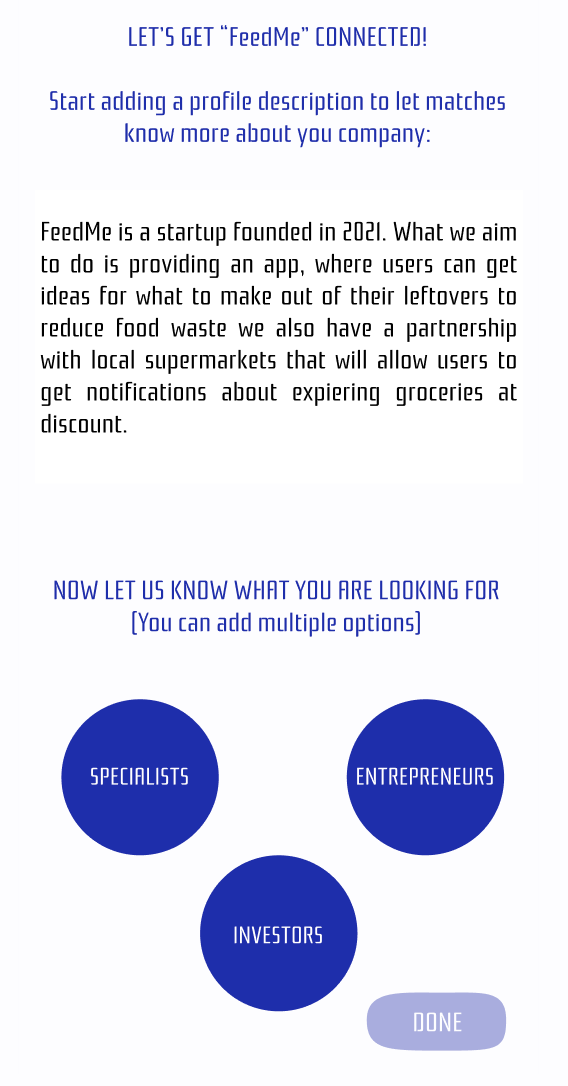 LET’S GET “FeedMe” CONNECTED!
Start adding a profile description to let matches
know more about you company:
FeedMe is a startup founded in 2021. What we aim
to do is providing an app, where users can get
ideas for what to make out of their leftovers to
reduce food waste we also have a partnership
with local supermarkets that will allow users to
get notifications about expiering groceries at
discount.
NOW LET US KNOW WHAT YOU ARE LOOKING FOR
[You can add multiple options]
SPECIALISTS
ENTREPRENEURS
INVESTORS
DONE